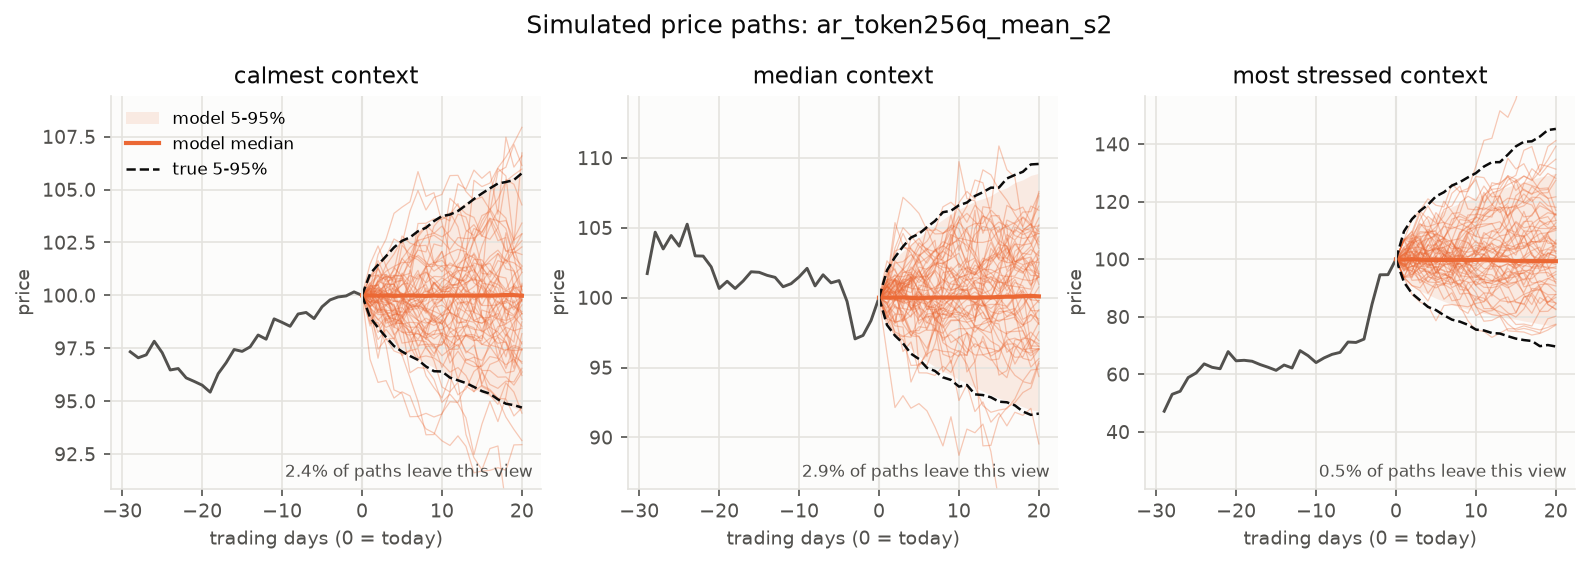 Simulated price paths: ar_token256q_mean_s2
calmest context
median context
most stressed context
model 5-95%
model median
true 5-95%
107.5
105.0
102.5
100.0
97.5
95.0
92.5
price
2.4% of paths leave this view
−30
−20
−10
0
10
20
trading days (0 = today)
110
105
100
95
90
price
2.9% of paths leave this view
−30
−20
−10
0
10
20
trading days (0 = today)
140
120
100
80
60
40
price
0.5% of paths leave this view
−30
−20
−10
0
10
20
trading days (0 = today)